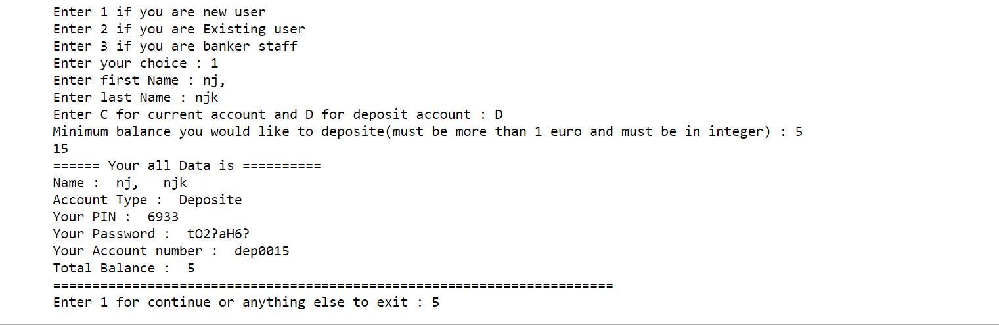 Enter 1 if you are new user
Enter 2 if you are Existing user
Enter 3 if you are banker staff
Enter your choice : 1
Enter first Name : nj,
Enter last Name : njk
Enter C for current account and D for deposit account : D
Minimum balance you would like to deposite(must be more than 1 euro and must be in integer) : 5
15
====== Your all Data is ==========
Name :  nj,   njk
Account Type :  Deposite
Your PIN :  6933
Your Password :  tO2?aH6?
Your Account number :  dep0015
Total Balance :  5
=======================================================================
Enter 1 for continue or anything else to exit : 5